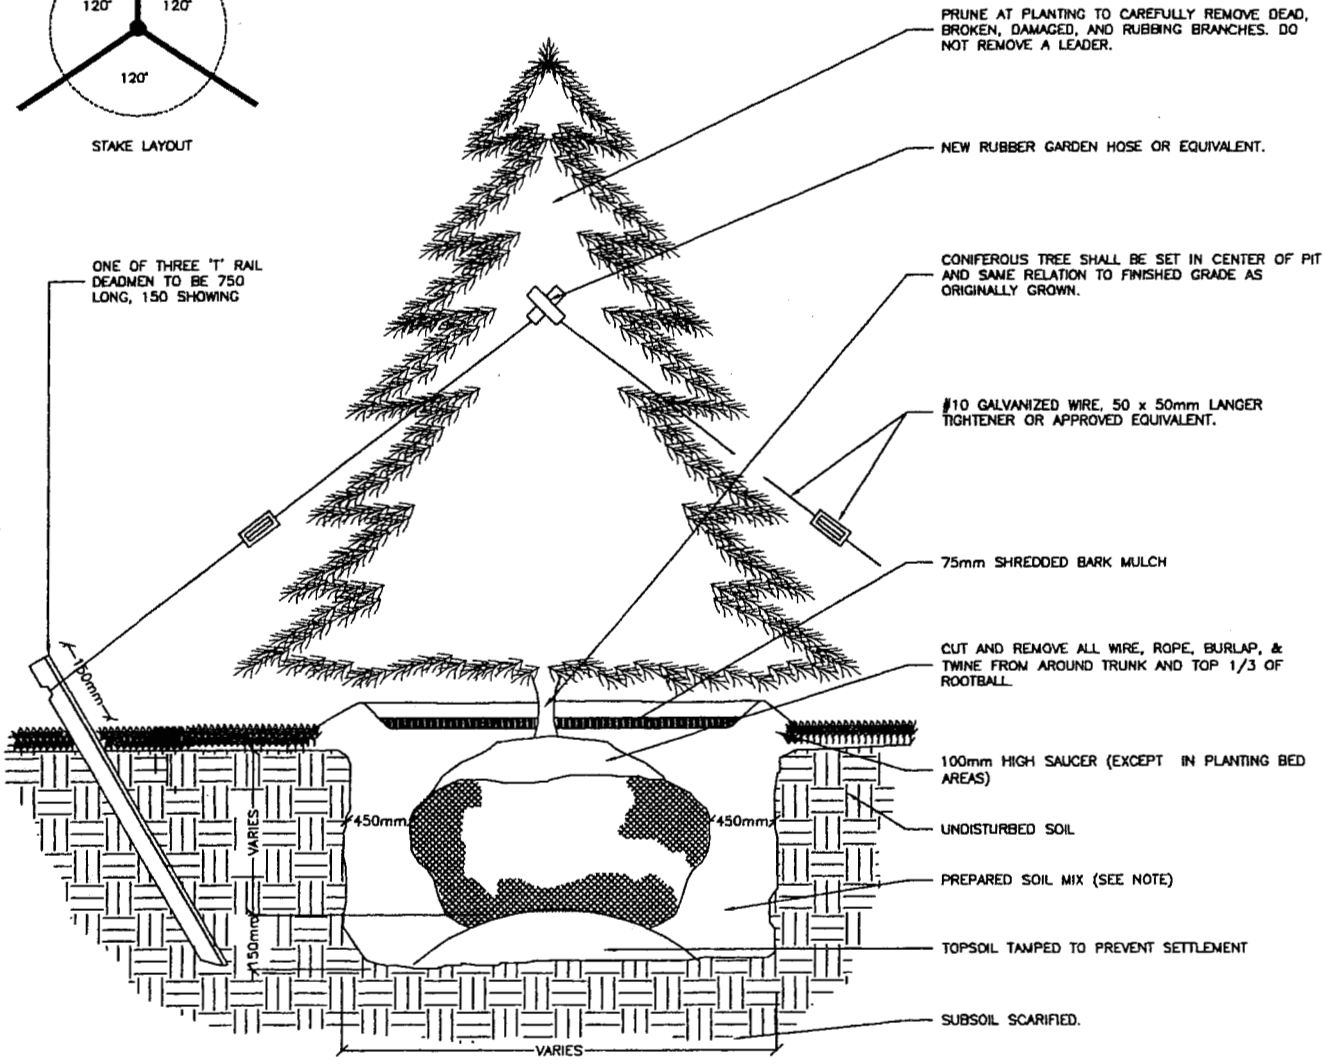 120°
120°
120°
STAKE LAYOUT
PRUNE AT PLANTING TO CAREFULLY REMOVE DEAD,
BROKEN, DAMAGED, AND RUBBING BRANCHES. DO
NOT REMOVE A LEADER.
NEW RUBBER GARDEN HOSE OR EQUIVALENT.
ONE OF THREE 'T' RAIL
DEADMEN TO BE 750
LONG, 150 SHOWING
CONIFEROUS TREE SHALL BE SET IN CENTER OF PIT
AND SAME RELATION TO FINISHED GRADE AS
ORIGINALLY GROWN.
#10 GALVANIZED WIRE, 50 x 50mm LANGER
TIGHTENER OR APPROVED EQUIVALENT.
75mm SHREDDED BARK MULCH
CUT AND REMOVE ALL WIRE, ROPE, BURLAP, &
TWINE FROM AROUND TRUNK AND TOP 1/3 OF
ROOTBALL
150mm
100mm HIGH SAUCER (EXCEPT IN PLANTING BED
AREAS)
VARIES
450mm
450mm
UNDISTURBED SOIL
PREPARED SOIL MIX (SEE NOTE)
150mm
TOPSOIL TAMPED TO PREVENT SETTLEMENT
SUBSOIL SCARIFIED.
VARIES